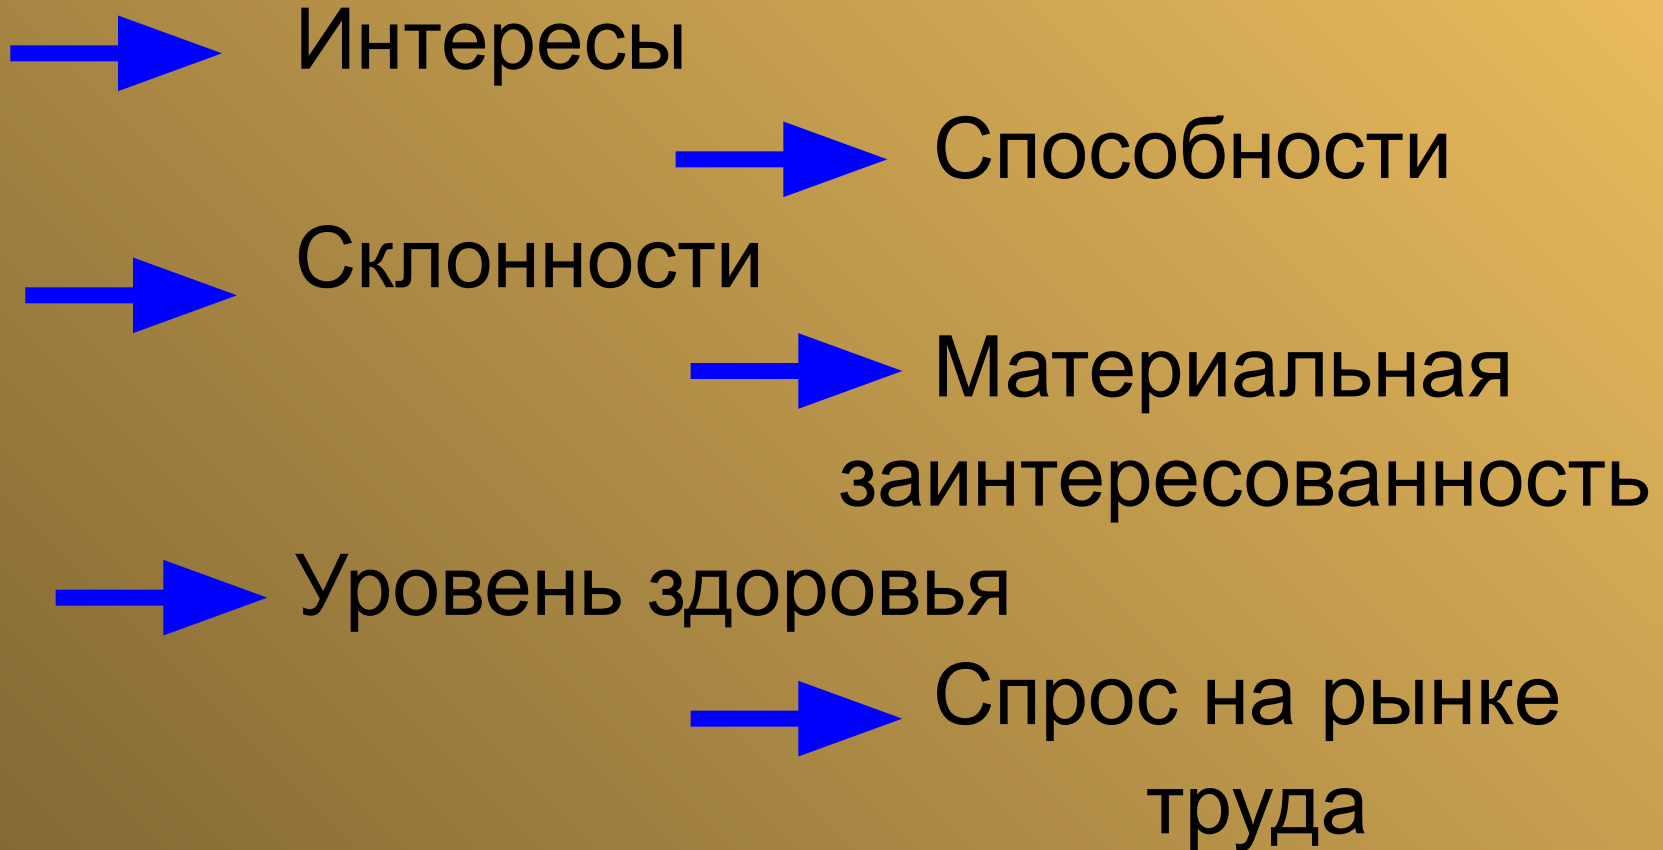 Интересы
Способности
Склонности
Материальная
заинтересованность
Уровень здоровья
Спрос на рынке
труда